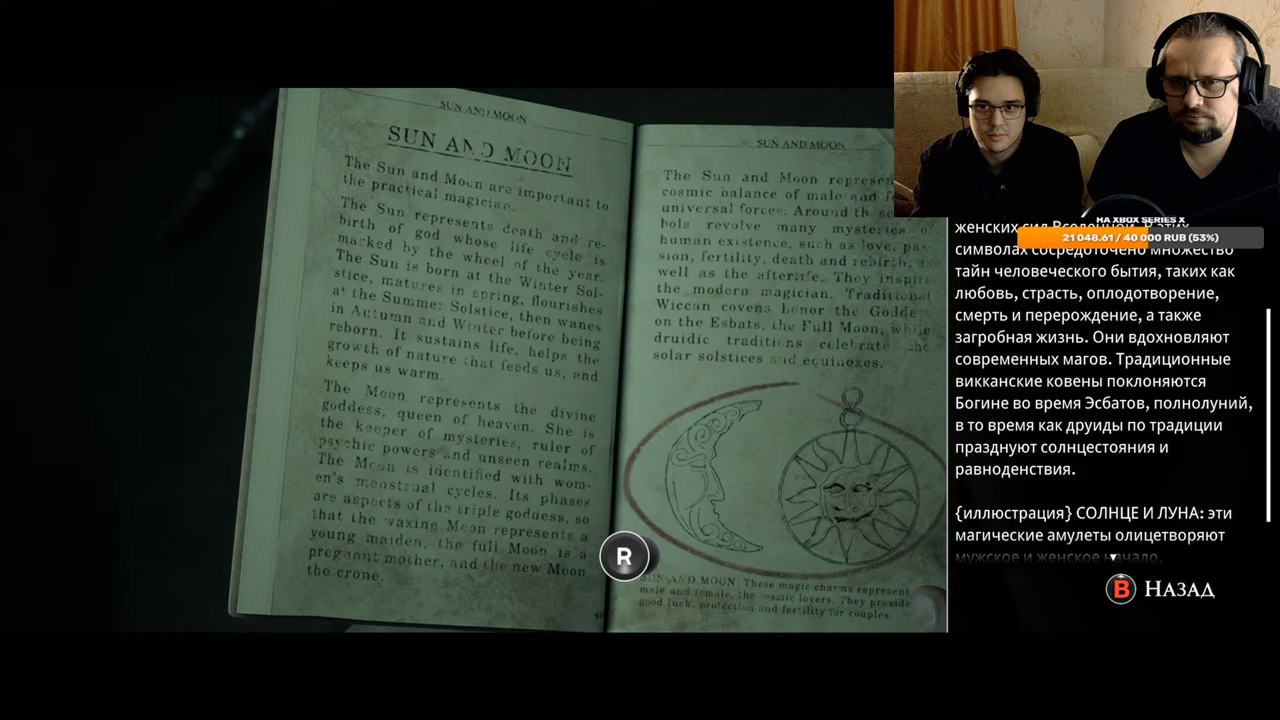 SUN AND MOON
SUN AND MOON
The Sun and Moon are important to
the practical magician.
The Sun represents death and re-
birth of god whose life cycle is
marked by the wheel of the year.
The Sun is born at the Winter Sol-
stice, matures in spring, flourishes
at the Summer Solstice, then wanes
in Autumn and Winter before being
reborn. It sustains life, helps the
growth of nature that feeds us, and
keeps us warm.
The Moon represents the divine
goddess, queen of heaven. She is
the keeper of mysteries, ruler of
psychic powers and unseen realms.
The Moon is identified with wom-
en's menstrual cycles. Its phases
are aspects of the triple goddess, so
that the waxing Moon represents a
young maiden, the full Moon is a
pregnant mother, and the new Moon
the crone.
SUN AND MOON
The Sun and Moon represen
cosmic balance of male and
universal forces. Around
bols revolve many mysteries of
human existence, such as love, pas-
sion, fertility, death and rebirth,
well as the afterlife. They inspire
the modern magician. Traditional
Wiccan covens honor the Goddess
on the Esbats, the Full Moon, while
druidic traditions celebrate the
solar solstices and equinoxes.
SUN AND MOON: These magic charms represent
male and female, the cosmic lovers. They provide
good luck, protection and fertility for couples.
R
НА XBOX SERIES X
21 048.61 / 40 000 RUB (53%)
женских сил Вселенной. В этих
символах сосредоточено множество
тайн человеческого бытия, таких как
любовь, страсть, оплодотворение,
смерть и перерождение, а также
загробная жизнь. Они вдохновляют
современных магов. Традиционные
викканские ковены поклоняются
Богине во время Эсбатов, полнолуний,
в то время как друиды по традиции
празднуют солнцестояния и
равноденствия.
{иллюстрация} СОЛНЦЕ И ЛУНА: эти
магические амулеты олицетворяют
мужское и женское начало.
B НАЗАД